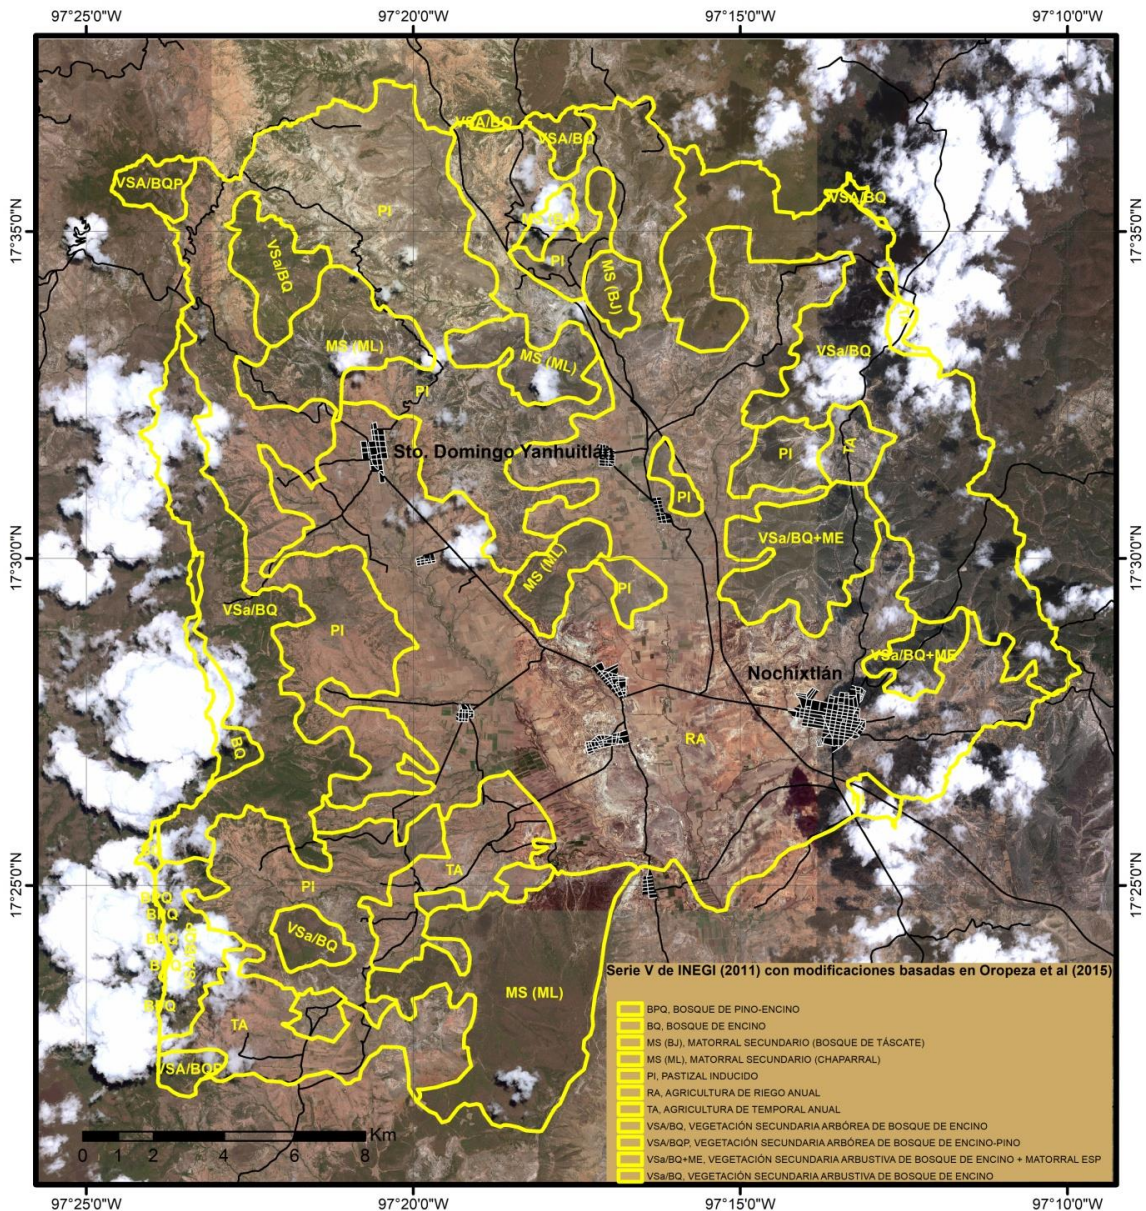 97°25'0"W 97°20'0"W 97°15'0"W 97°10'0"W
VSA/BQ
VSA/BQ
VSA/BQP
VSA/BQ
PI
17°35'0"N 17°35'0"N
VSa/BQ
PI
MS (BJ)
MS (ML)
MS (ML)
VSa/BQ
PI
Sto. Domingo Yanhuitlán
PI
TA
PI
VSa/BQ+ME
17°30'0"N 17°30'0"N
MS (ML)
PI
VSa/BQ
PI
VSa/BQ+ME
Nochixtlán
BQ
RA
17°25'0"N 17°25'0"N
TA
PI
BPQ
BPQ
VSa/BQ
BPQ
BPQ
MS (ML)
BPQ
TA
VSA/BQP
Serie V de INEGI (2011) con modificaciones basadas en Oropeza et al (2015)
BPQ, BOSQUE DE PINO-ENCINO
BQ, BOSQUE DE ENCINO
MS (BJ), MATORRAL SECUNDARIO (BOSQUE DE TÁSCATE)
MS (ML), MATORRAL SECUNDARIO (CHAPARRAL)
PI, PASTIZAL INDUCIDO
RA, AGRICULTURA DE RIEGO ANUAL
TA, AGRICULTURA DE TEMPORAL ANUAL
VSA/BQ, VEGETACIÓN SECUNDARIA ARBÓREA DE BOSQUE DE ENCINO
VSA/BQP, VEGETACIÓN SECUNDARIA ARBÓREA DE BOSQUE DE ENCINO-PINO
VSa/BQ+ME, VEGETACIÓN SECUNDARIA ARBUSTIVA DE BOSQUE DE ENCINO + MATORRAL ESP
VSa/BQ, VEGETACIÓN SECUNDARIA ARBUSTIVA DE BOSQUE DE ENCINO
Km
0 1 2 4 6 8
97°25'0"W 97°20'0"W 97°15'0"W 97°10'0"W